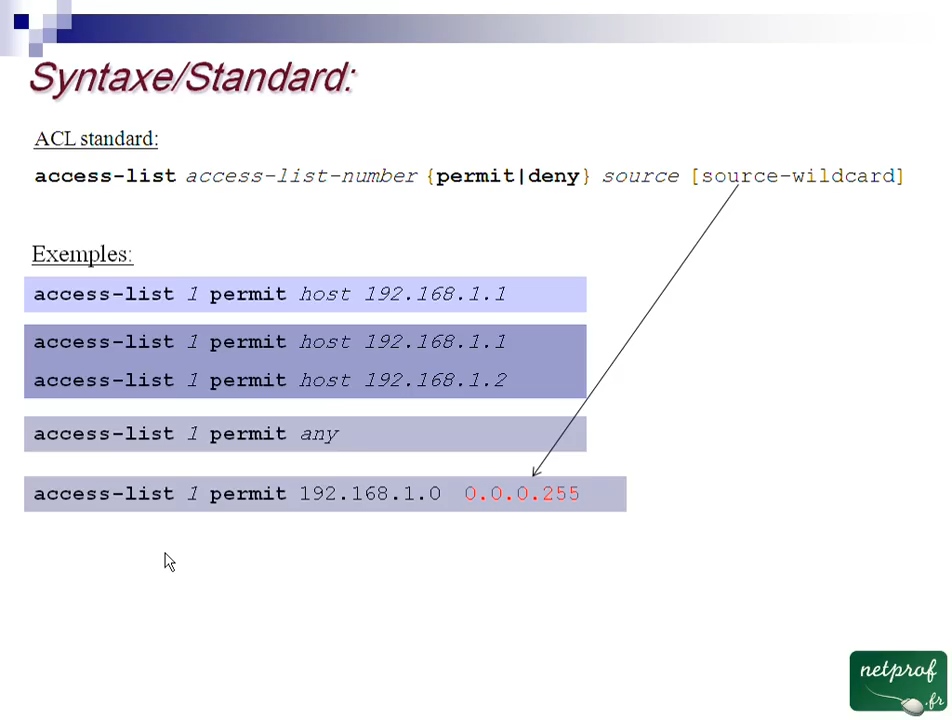 Syntaxe/Standard:
ACL standard:
access-list access-list-number {permit|deny} source [source-wildcard]
Exemples:
access-list 1 permit host 192.168.1.1
access-list 1 permit host 192.168.1.1
access-list 1 permit host 192.168.1.2
access-list 1 permit any
access-list 1 permit 192.168.1.0 0.0.0.255
netprof
.fr